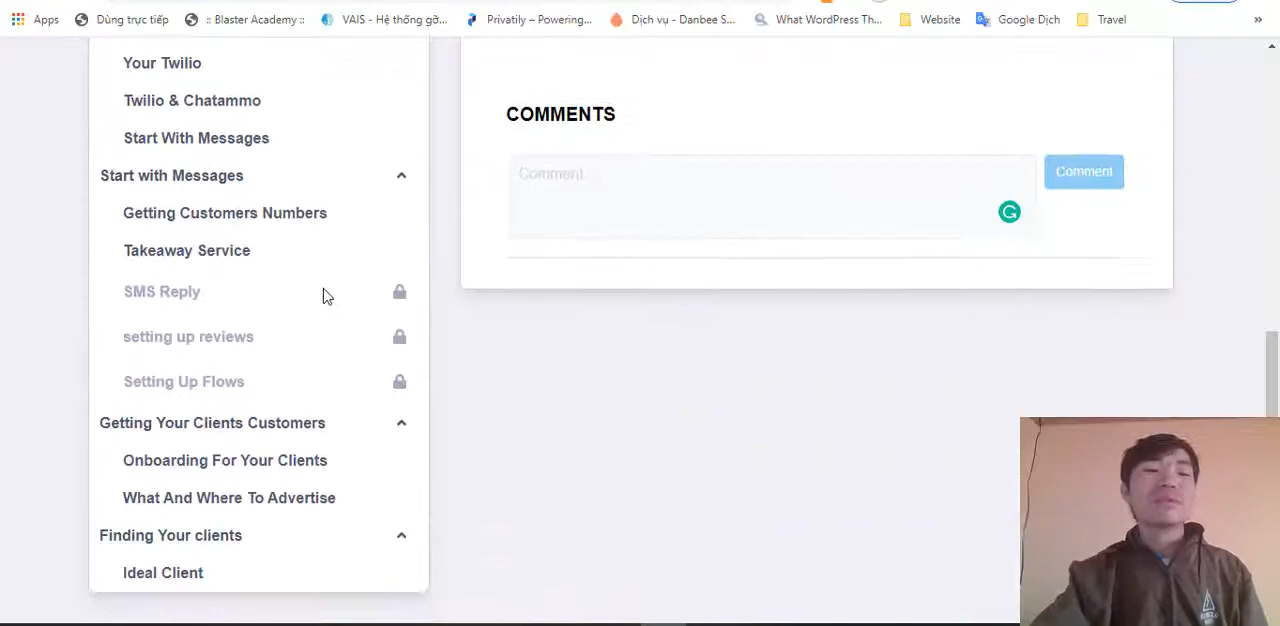 Apps
Dùng trực tiếp
:: Blaster Academy ::
VAIS - Hệ thống gỡ...
Privatily – Powering...
Dịch vụ - Danbee S...
What WordPress Th...
Website
Google Dịch
Travel
»
Your Twilio
Twilio & Chatammo
Start With Messages
Start with Messages
Getting Customers Numbers
Takeaway Service
SMS Reply
setting up reviews
Setting Up Flows
Getting Your Clients Customers
Onboarding For Your Clients
What And Where To Advertise
Finding Your clients
Ideal Client
COMMENTS
Comment...
Comment